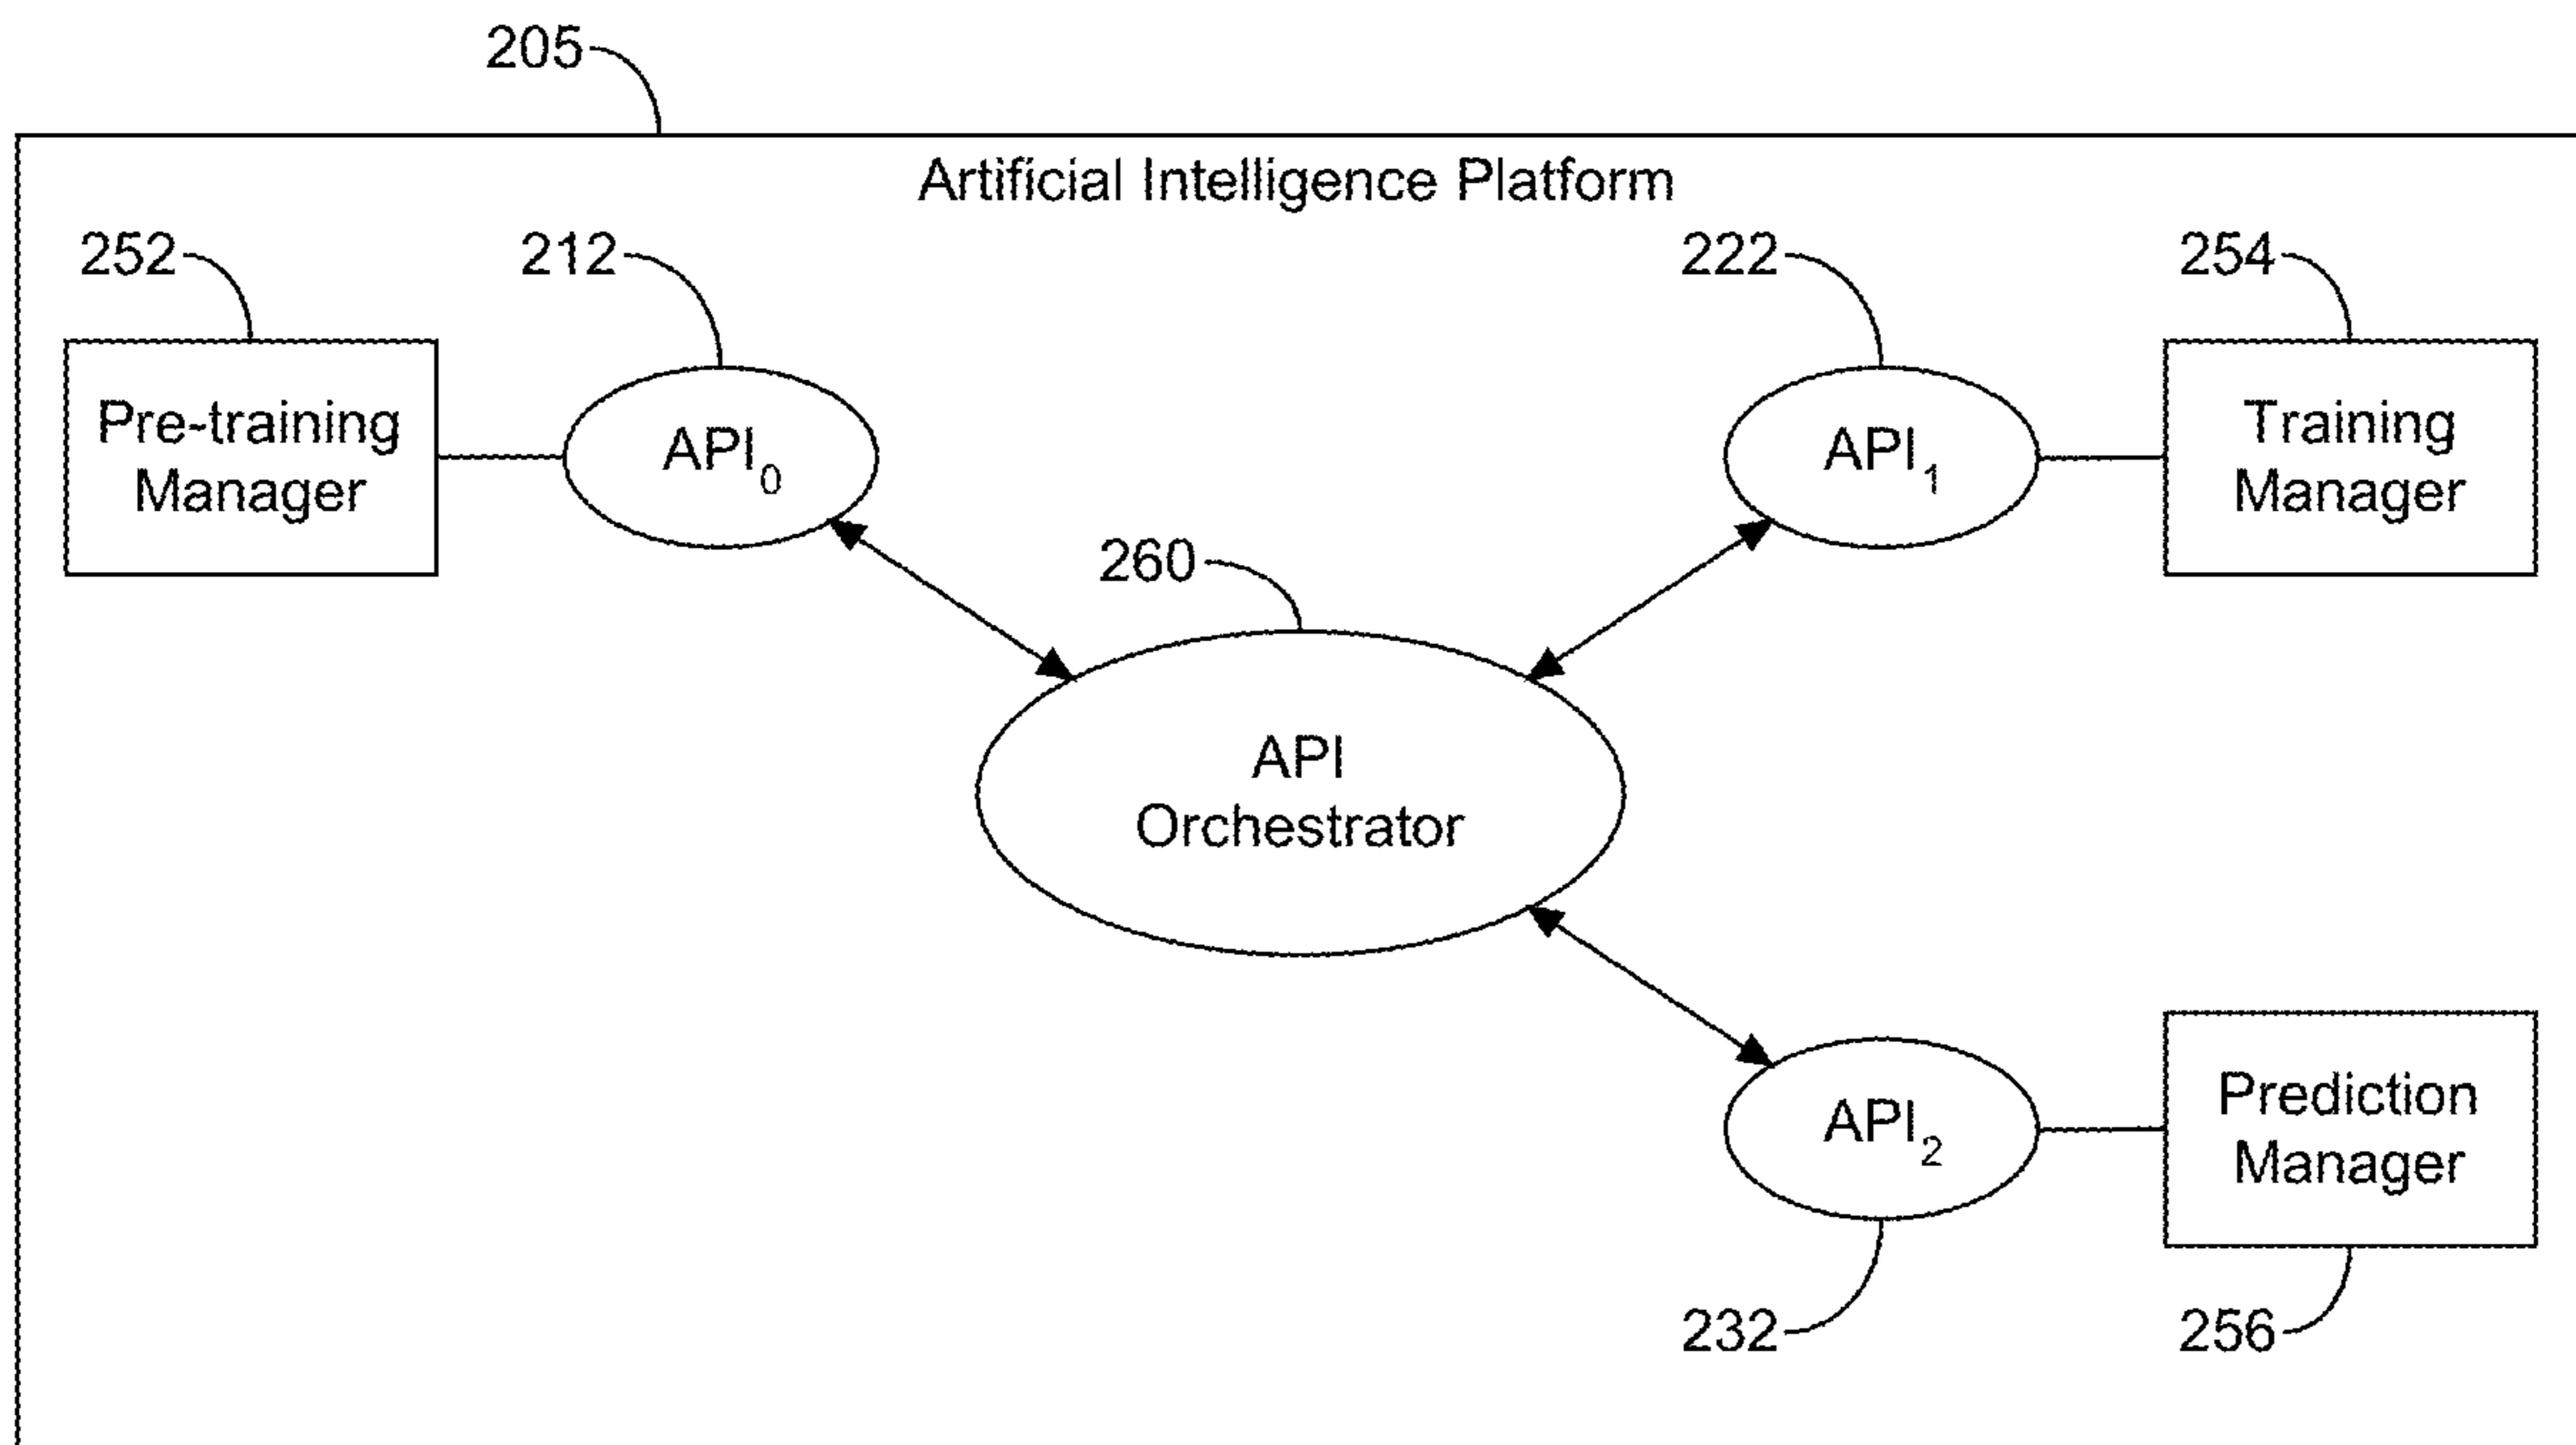 205
Artificial Intelligence Platform
252
212
222
254
Pre-training
Manager
API₀
API₁
Training
Manager
260
API
Orchestrator
API₂
Prediction
Manager
232
256